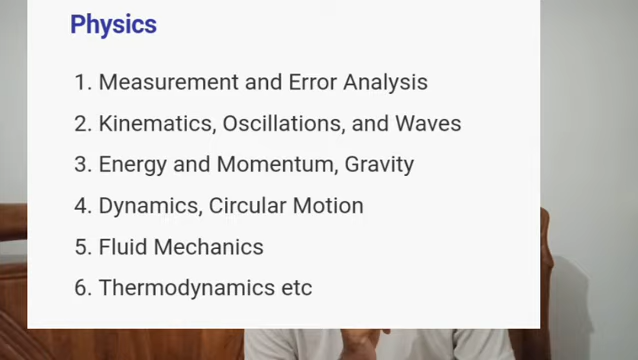 Physics
1. Measurement and Error Analysis
2. Kinematics, Oscillations, and Waves
3. Energy and Momentum, Gravity
4. Dynamics, Circular Motion
5. Fluid Mechanics
6. Thermodynamics etc